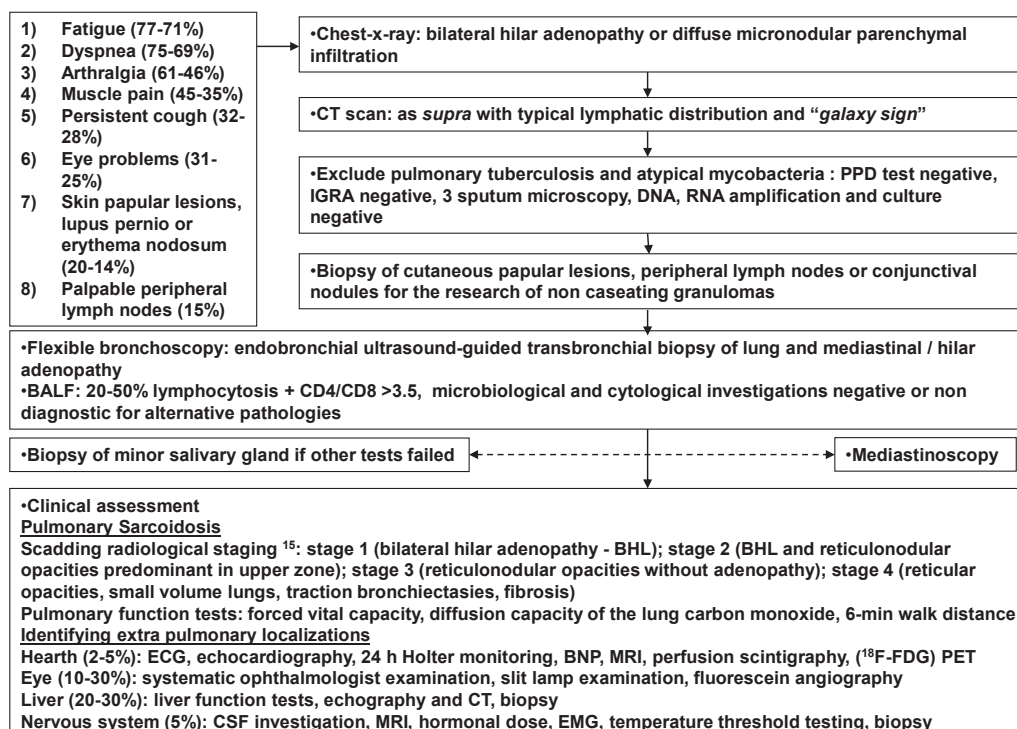 1) Fatigue (77-71%)
2) Dyspnea (75-69%)
3) Arthralgia (61-46%)
4) Muscle pain (45-35%)
5) Persistent cough (32-
28%)
6) Eye problems (31-
25%)
7) Skin papular lesions,
lupus pernio or
erythema nodosum
(20-14%)
8) Palpable peripheral
lymph nodes (15%)
•Chest-x-ray: bilateral hilar adenopathy or diffuse micronodular parenchymal
infiltration
•CT scan: as supra with typical lymphatic distribution and “galaxy sign”
•Exclude pulmonary tuberculosis and atypical mycobacteria : PPD test negative,
IGRA negative, 3 sputum microscopy, DNA, RNA amplification and culture
negative
•Biopsy of cutaneous papular lesions, peripheral lymph nodes or conjunctival
nodules for the research of non caseating granulomas
•Flexible bronchoscopy: endobronchial ultrasound-guided transbronchial biopsy of lung and mediastinal / hilar
adenopathy
•BALF: 20-50% lymphocytosis + CD4/CD8 >3.5, microbiological and cytological investigations negative or non
diagnostic for alternative pathologies
•Biopsy of minor salivary gland if other tests failed
•Mediastinoscopy
•Clinical assessment
Pulmonary Sarcoidosis
Scadding radiological staging 15: stage 1 (bilateral hilar adenopathy - BHL); stage 2 (BHL and reticulonodular
opacities predominant in upper zone); stage 3 (reticulonodular opacities without adenopathy); stage 4 (reticular
opacities, small volume lungs, traction bronchiectasies, fibrosis)
Pulmonary function tests: forced vital capacity, diffusion capacity of the lung carbon monoxide, 6-min walk distance
Identifying extra pulmonary localizations
Hearth (2-5%): ECG, echocardiography, 24 h Holter monitoring, BNP, MRI, perfusion scintigraphy, (18F-FDG) PET
Eye (10-30%): systematic ophthalmologist examination, slit lamp examination, fluorescein angiography
Liver (20-30%): liver function tests, echography and CT, biopsy
Nervous system (5%): CSF investigation, MRI, hormonal dose, EMG, temperature threshold testing, biopsy